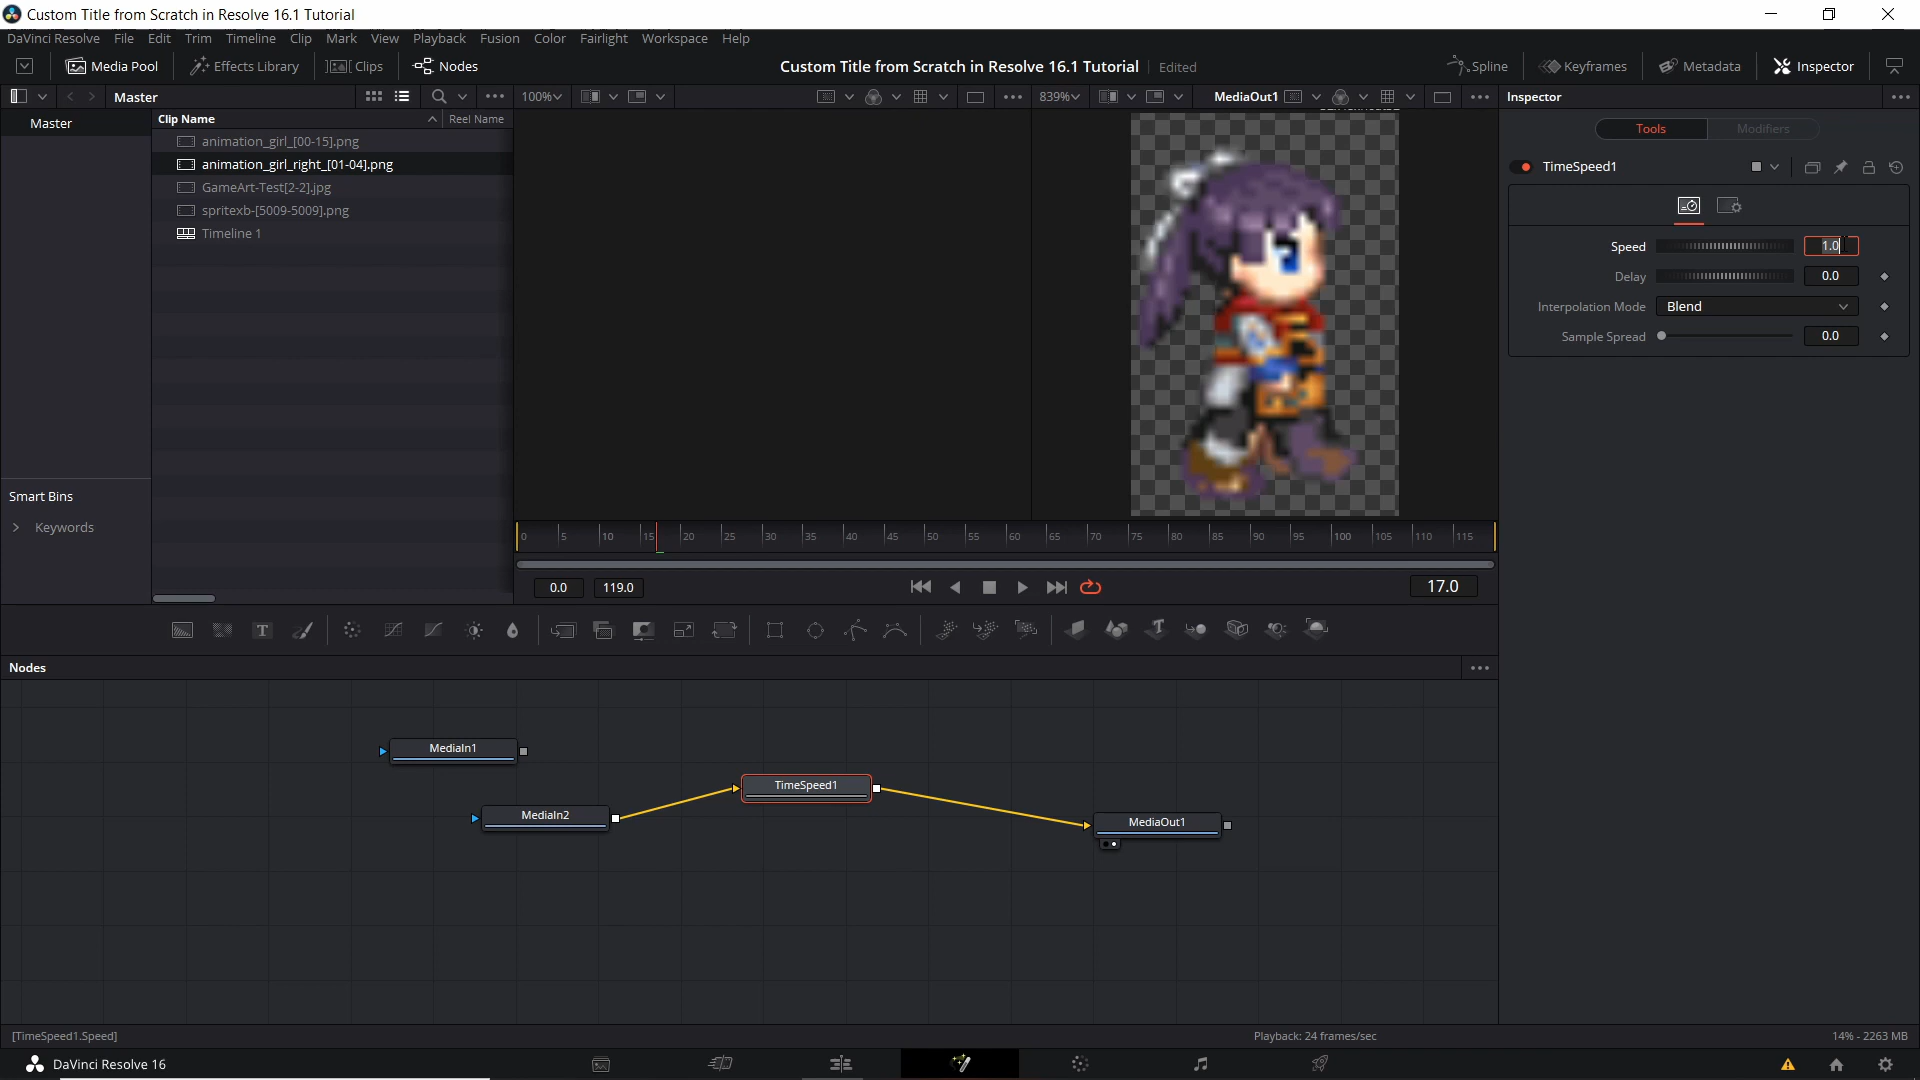 Custom Title from Scratch in Resolve 16.1 Tutorial
DaVinci Resolve File Edit Trim Timeline Clip Mark View Playback Fusion Color Fairlight Workspace Help
Media Pool Effects Library Clips Nodes Custom Title from Scratch in Resolve 16.1 Tutorial Edited Spline Keyframes Metadata Inspector
Master 100% 839% MediaOut1 Inspector
Master Clip Name Reel Name
Tools Modifiers
animation_girl_[00-15].png
animation_girl_right_[01-04].png
TimeSpeed1
GameArt-Test[2-2].jpg
spritexb-[5009-5009].png
Timeline 1
Speed 1.0
Delay 0.0
Interpolation Mode Blend
Sample Spread 0.0
Smart Bins
Keywords
0 5 10 15 20 25 30 35 40 45 50 55 60 65 70 75 80 85 90 95 100 105 110 115
0.0 119.0 17.0
Nodes
MediaIn1
TimeSpeed1
MediaIn2
MediaOut1
[TimeSpeed1.Speed] Playback: 24 frames/sec 14% - 2263 MB
DaVinci Resolve 16